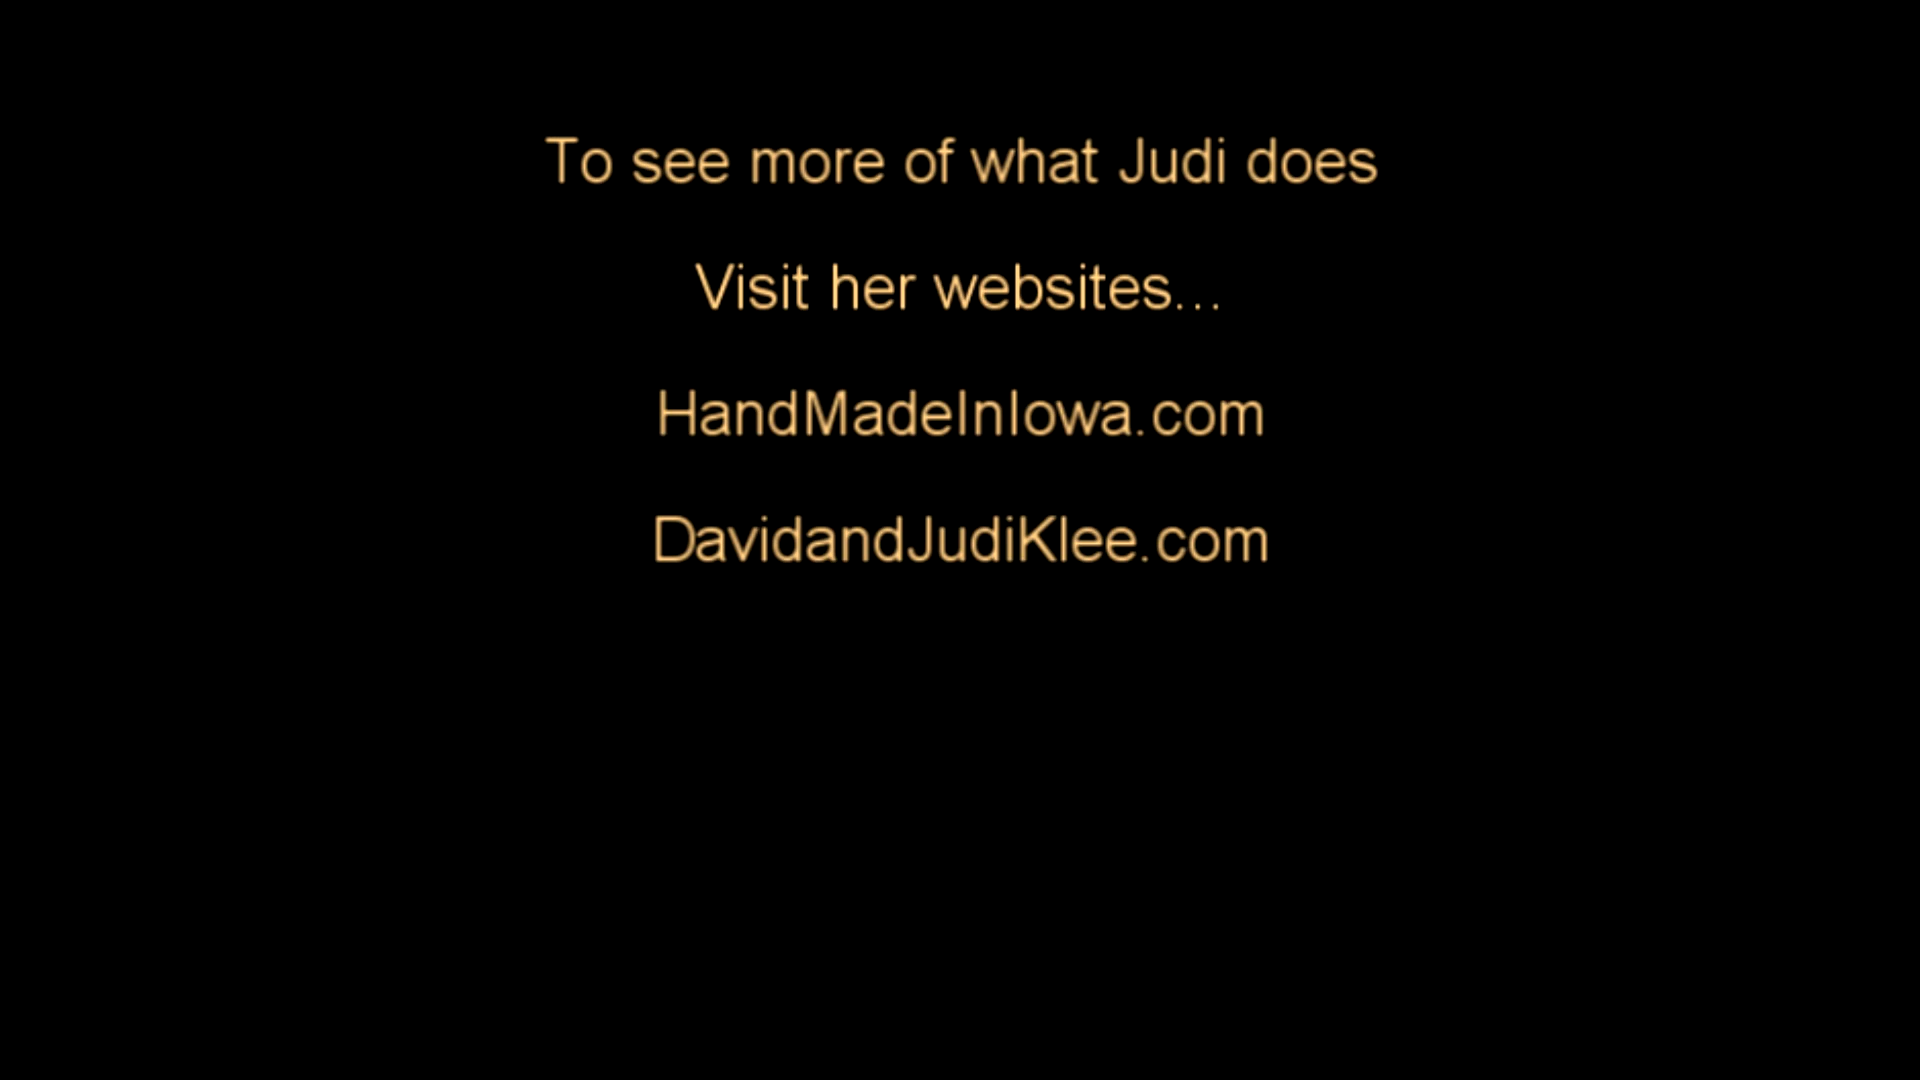 To see more of what Judi does
Visit her websites...
HandMadeInIowa.com
DavidandJudiKlee.com